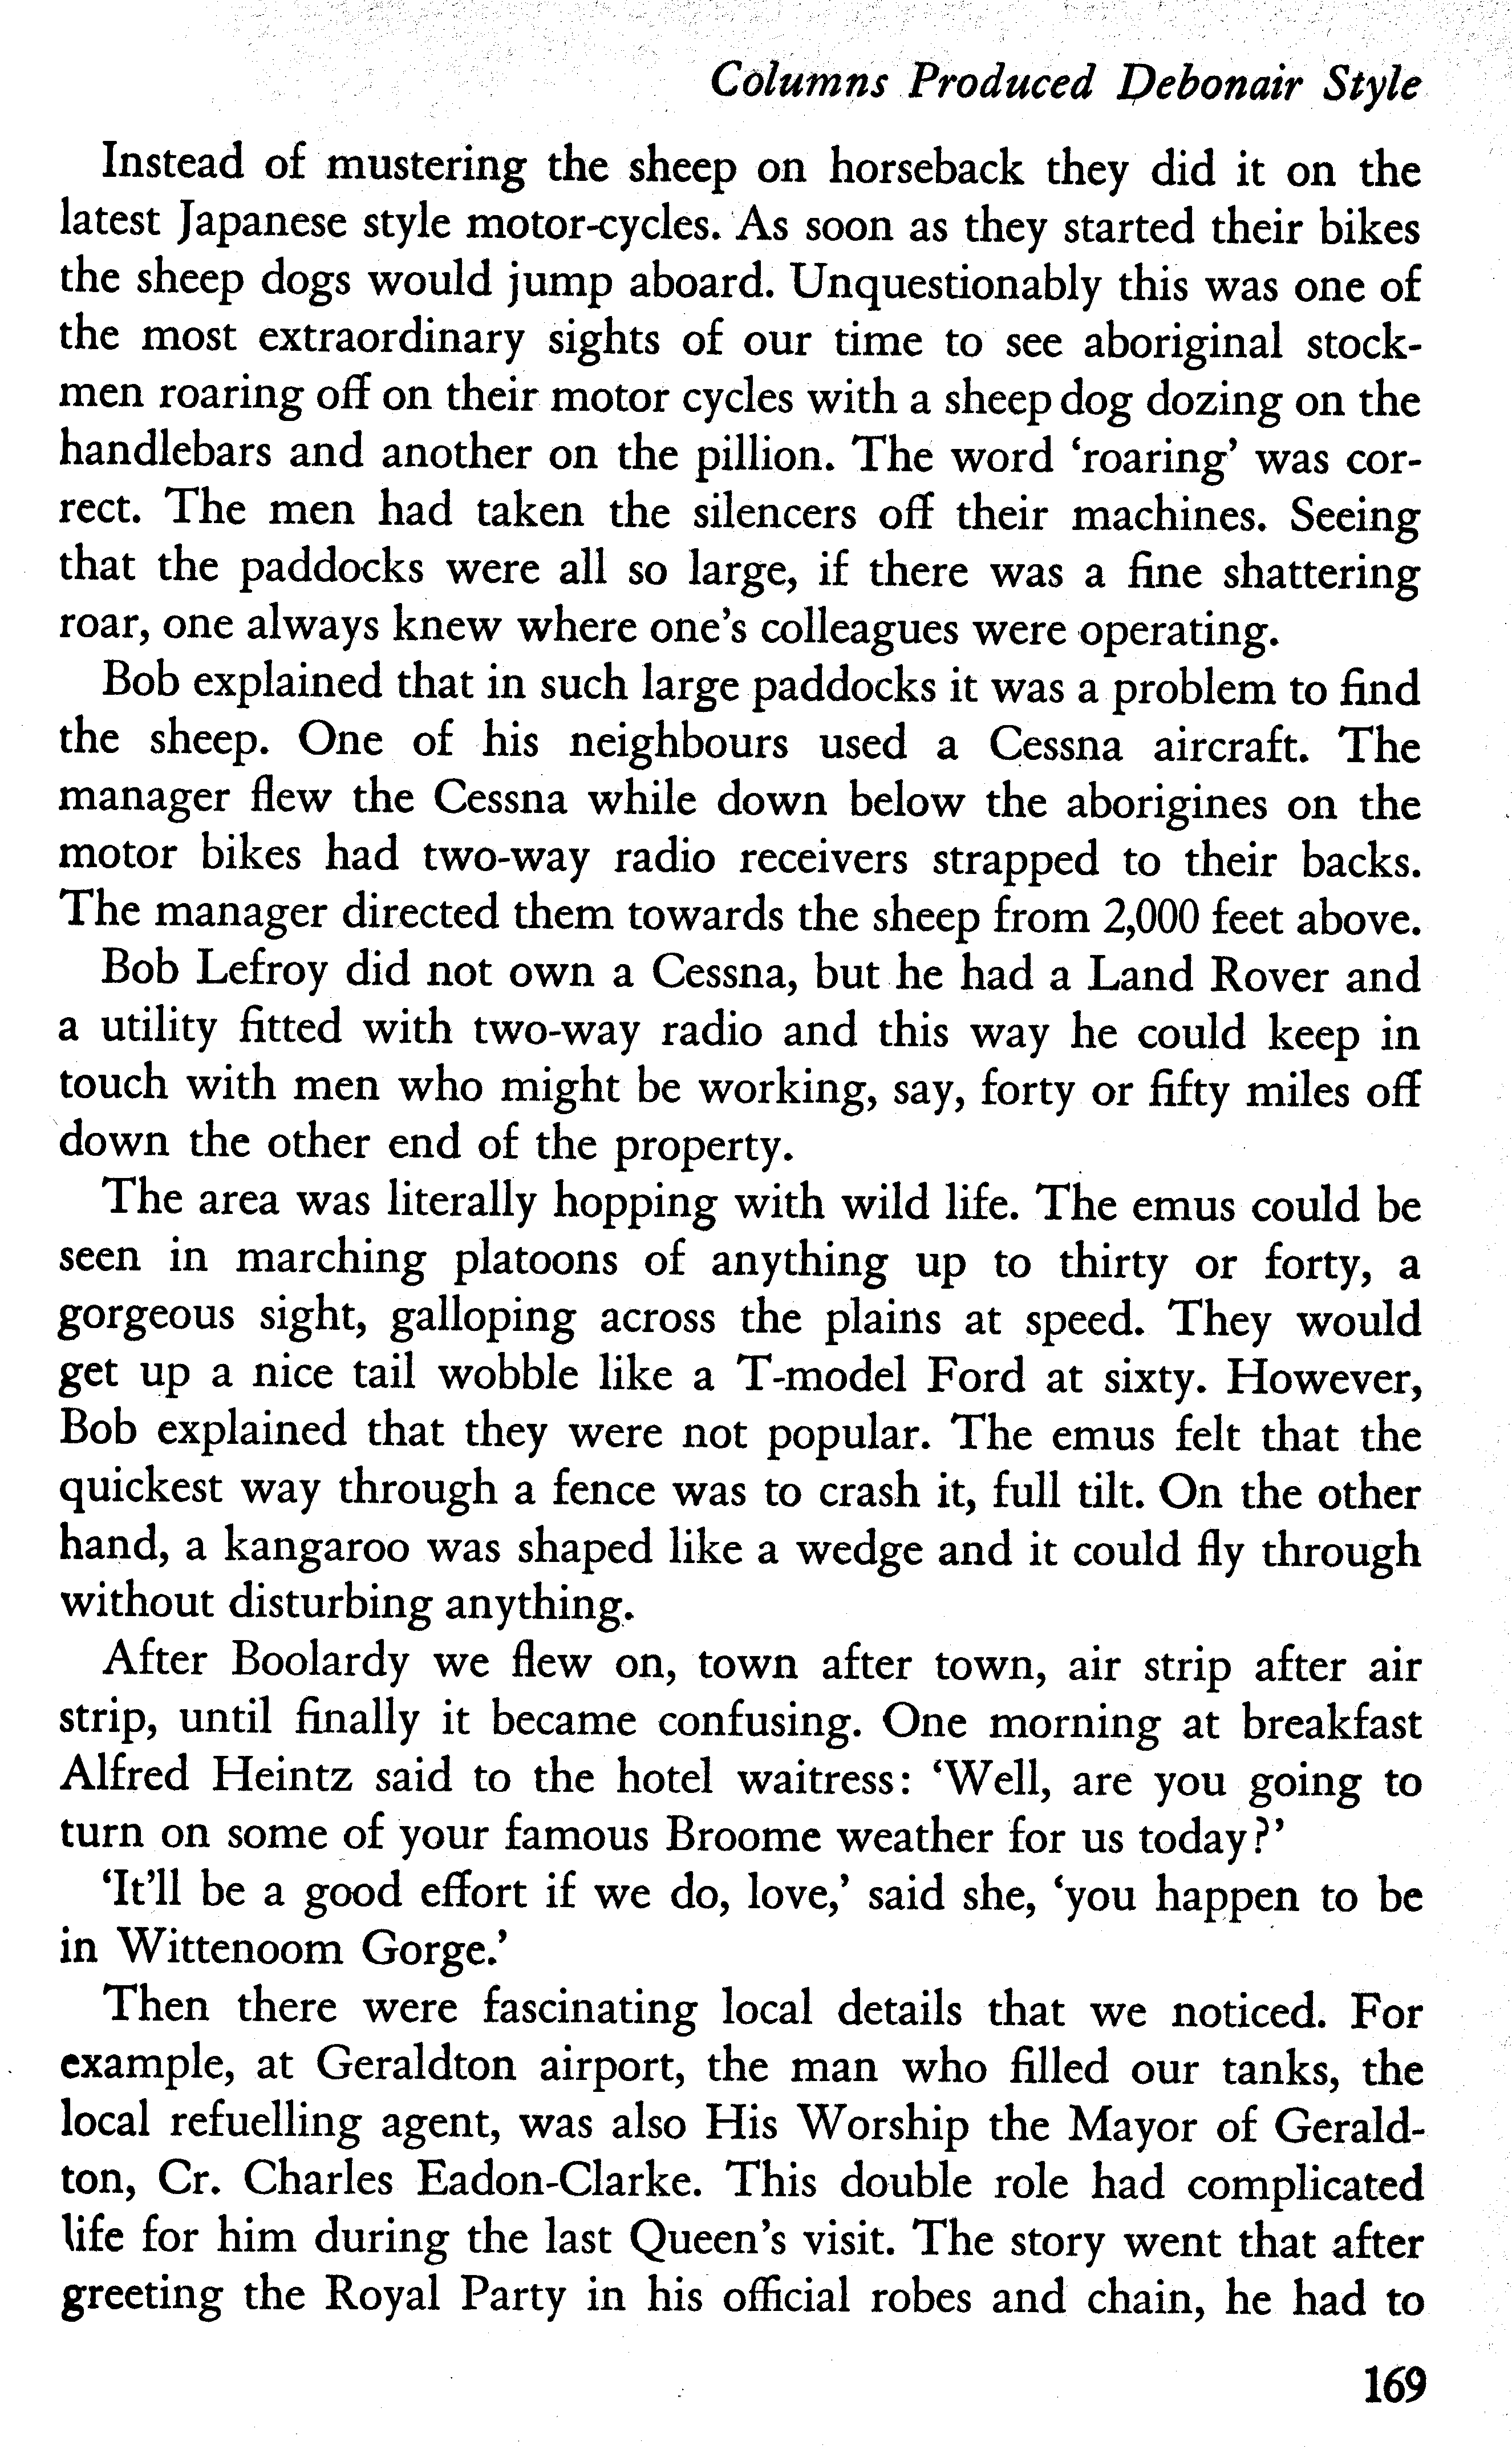 Columns Produced Debonair Style
Instead of mustering the sheep on horseback they did it on the
latest Japanese style motor-cycles. As soon as they started their bikes
the sheep dogs would jump aboard. Unquestionably this was one of
the most extraordinary sights of our time to see aboriginal stock-
men roaring off on their motor cycles with a sheep dog dozing on the
handlebars and another on the pillion. The word ‘roaring’ was cor-
rect. The men had taken the silencers off their machines. Seeing
that the paddocks were all so large, if there was a fine shattering
roar, one always knew where one’s colleagues were operating.
Bob explained that in such large paddocks it was a problem to find
the sheep. One of his neighbours used a Cessna aircraft. The
manager flew the Cessna while down below the aborigines on the
motor bikes had two-way radio receivers strapped to their backs.
The manager directed them towards the sheep from 2,000 feet above.
Bob Lefroy did not own a Cessna, but he had a Land Rover and
a utility fitted with two-way radio and this way he could keep in
touch with men who might be working, say, forty or fifty miles off
down the other end of the property.
The area was literally hopping with wild life. The emus could be
seen in marching platoons of anything up to thirty or forty, a
gorgeous sight, galloping across the plains at speed. They would
get up a nice tail wobble like a T-model Ford at sixty. However,
Bob explained that they were not popular. The emus felt that the
quickest way through a fence was to crash it, full tilt. On the other
hand, a kangaroo was shaped like a wedge and it could fly through
without disturbing anything.
After Boolardy we flew on, town after town, air strip after air
strip, until finally it became confusing. One morning at breakfast
Alfred Heintz said to the hotel waitress: ‘Well, are you going to
turn on some of your famous Broome weather for us today?’
‘It’ll be a good effort if we do, love,’ said she, ‘you happen to be
in Wittenoom Gorge.’
Then there were fascinating local details that we noticed. For
example, at Geraldton airport, the man who filled our tanks, the
local refuelling agent, was also His Worship the Mayor of Gerald-
ton, Cr. Charles Eadon-Clarke. This double role had complicated
life for him during the last Queen’s visit. The story went that after
greeting the Royal Party in his official robes and chain, he had to
169